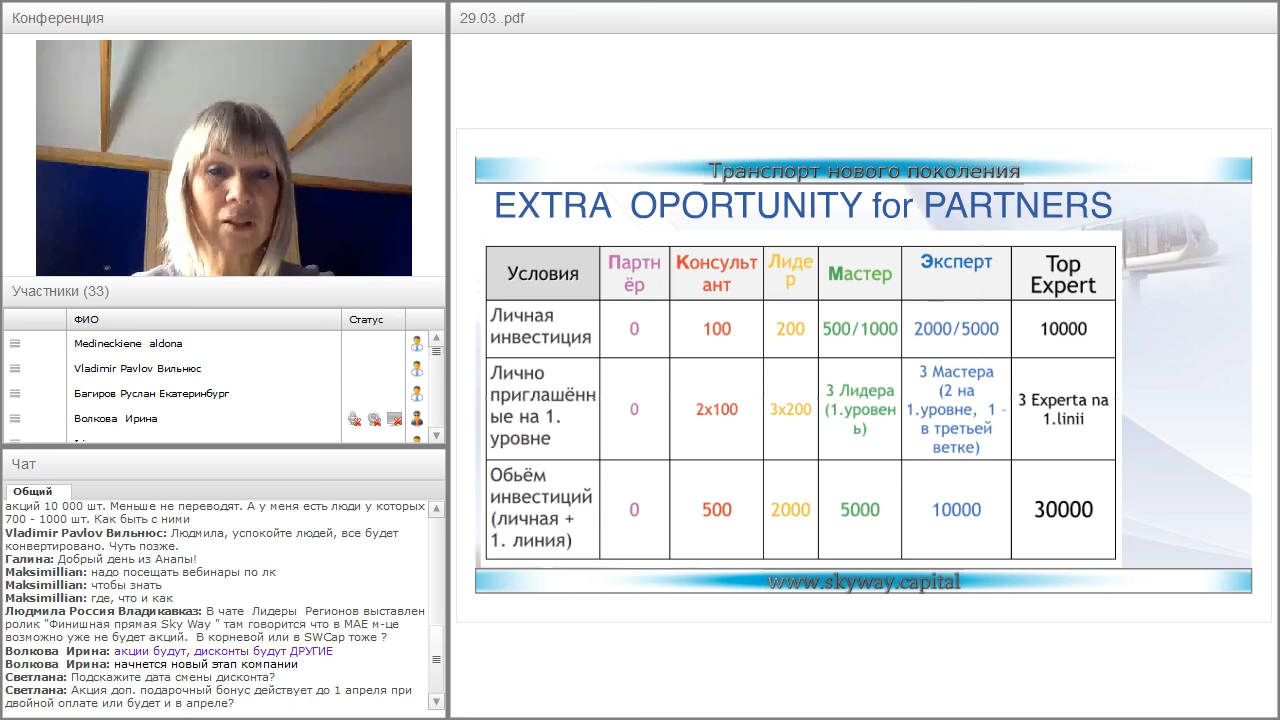 Конференция
Участники (33)
ФИО
Статус
Medineckiene aldona
Vladimir Pavlov Вильнюс
Багиров Руслан Екатеринбург
Волкова Ирина
Чат
Общий
акций 10 000 шт. Меньше не переводят. А у меня есть люди у которых
700 - 1000 шт. Как быть с ними
Vladimir Pavlov Вильнюс: Людмила, успокойте людей, все будет
конвертировано. Чуть позже.
Галина: Добрый день из Анапы!
Maksimillian: надо посещать вебинары по лк
Maksimillian: чтобы знать
Maksimillian: где, что и как
Людмила Россия Владикавказ: В чате Лидеры Регионов выставлен
ролик "Финишная прямая Sky Way " там говорится что в МАЕ м-це
возможно уже не будет акций. В корневой или в SWCap тоже ?
Волкова Ирина: акции будут, дисконты будут ДРУГИЕ
Волкова Ирина: начнется новый этап компании
Светлана: Подскажите дата смены дисконта?
Светлана: Акция доп. подарочный бонус действует до 1 апреля при
двойной оплате или будет и в апреле?
29.03..pdf
Транспорт нового поколения
EXTRA OPORTUNITY for PARTNERS
Условия
Партн
ёр
Консульт
ант
Лиде
р
Мастер
Эксперт
Top
Expert
Личная
инвестиция
0
100
200
500/1000
2000/5000
10000
Лично
приглашённ
ые на 1.
уровне
0
2x100
3x200
3 Лидера
(1.уровен
ь)
3 Мастера
(2 на
1.уровне, 1 -
в третьей
ветке)
3 Experta na
1.linii
Обьём
инвестиций
(личная +
1. линия)
0
500
2000
5000
10000
30000
www.skyway.capital